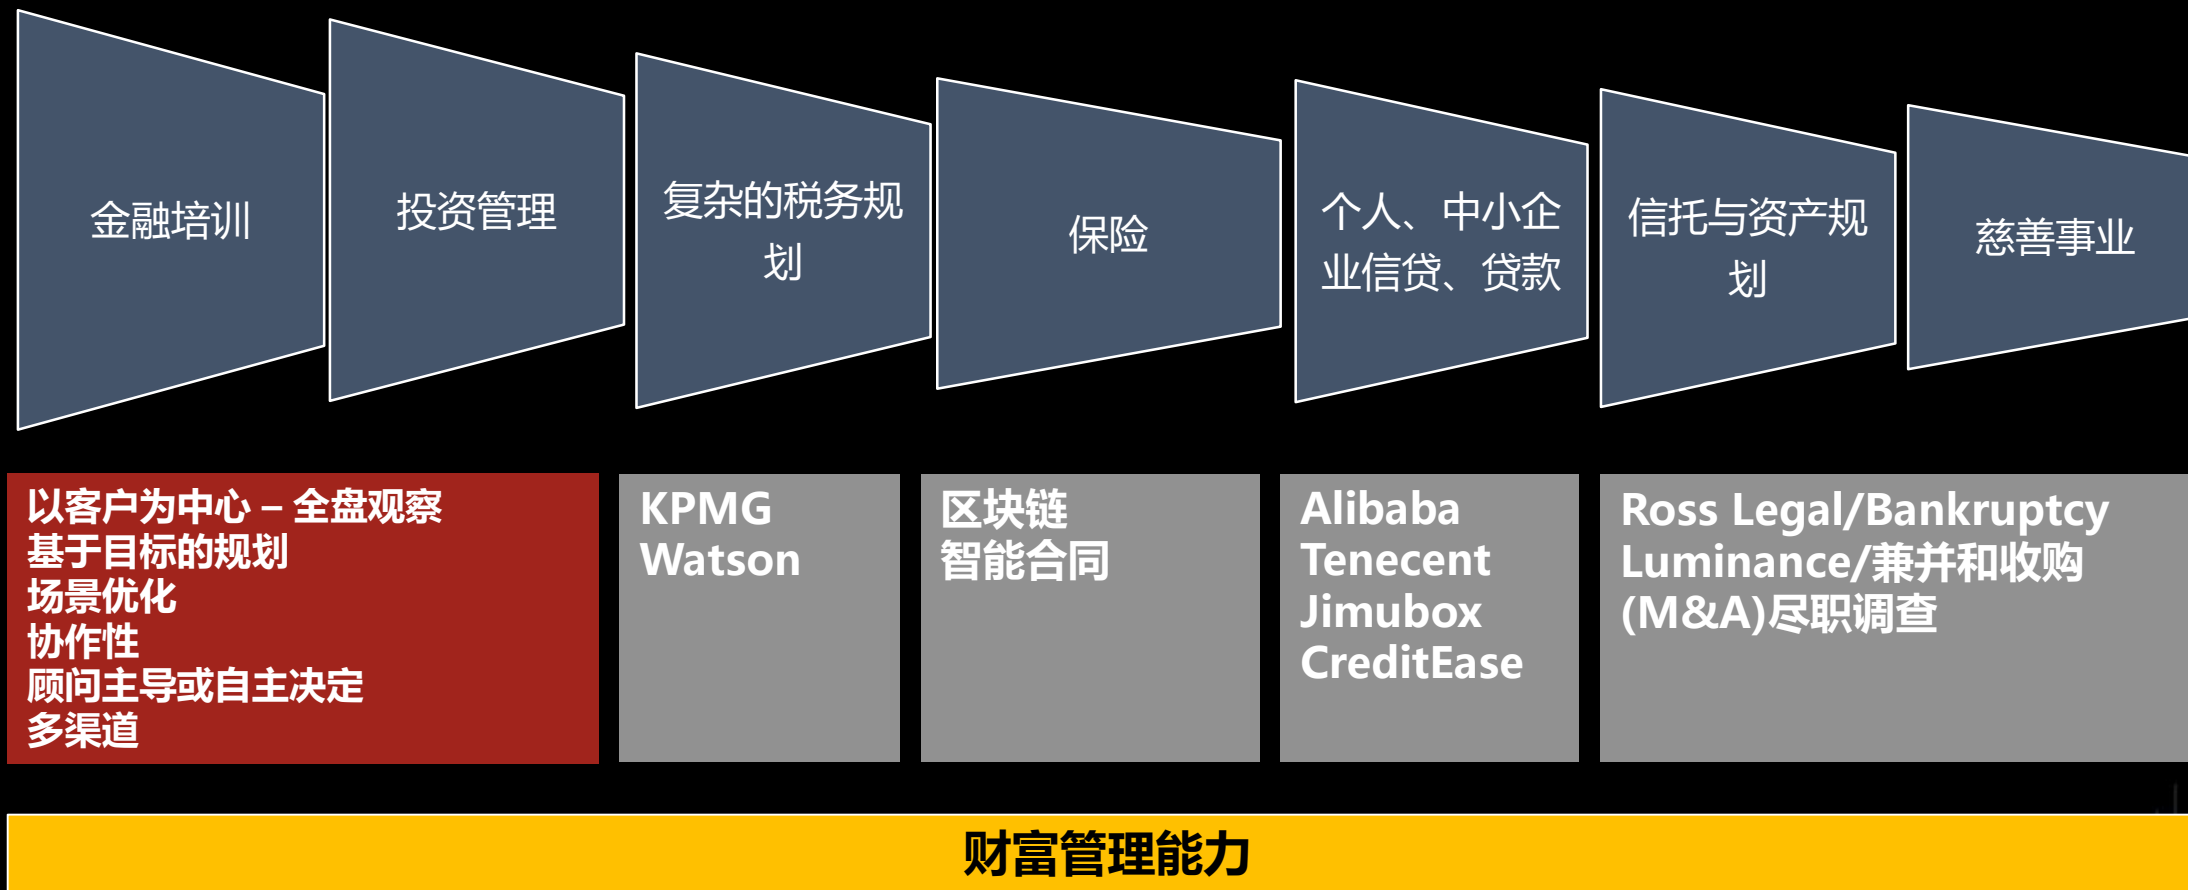 金融培训
投资管理
复杂的税务规
划
保险
个人、中小企
业信贷、贷款
信托与资产规
划
慈善事业
以客户为中心 – 全盘观察
基于目标的规划
场景优化
协作性
顾问主导或自主决定
多渠道
KPMG
Watson
区块链
智能合同
Alibaba
Tenecent
Jimubox
CreditEase
Ross Legal/Bankruptcy
Luminance/兼并和收购
(M&A)尽职调查
财富管理能力